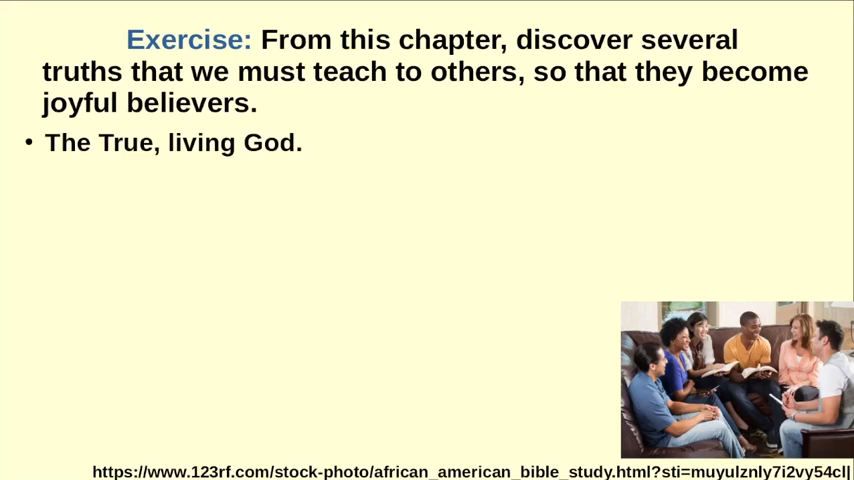 Exercise: From this chapter, discover several
truths that we must teach to others, so that they become
joyful believers.
• The True, living God.
https://www.123rf.com/stock-photo/african_american_bible_study.html?sti=muyulznly7i2vy54cl|